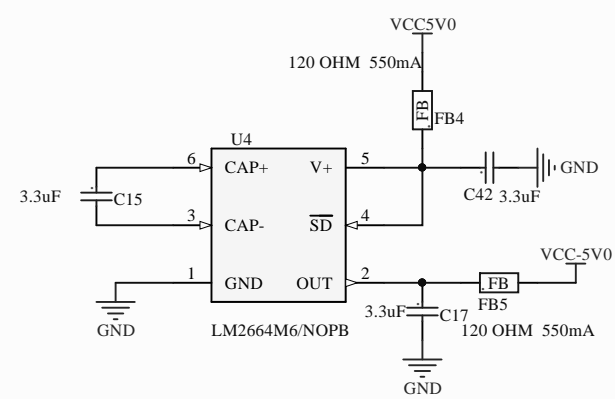 VCC5V0
120 OHM 550mA
FB
FB4
U4
6
CAP+
V+
5
GND
3.3uF
C15
C42
3.3uF
3
CAP-
SD
4
VCC-5V0
1
GND
OUT
2
FB
FB5
3.3uF
C17
GND
LM2664M6/NOPB
120 OHM 550mA
GND